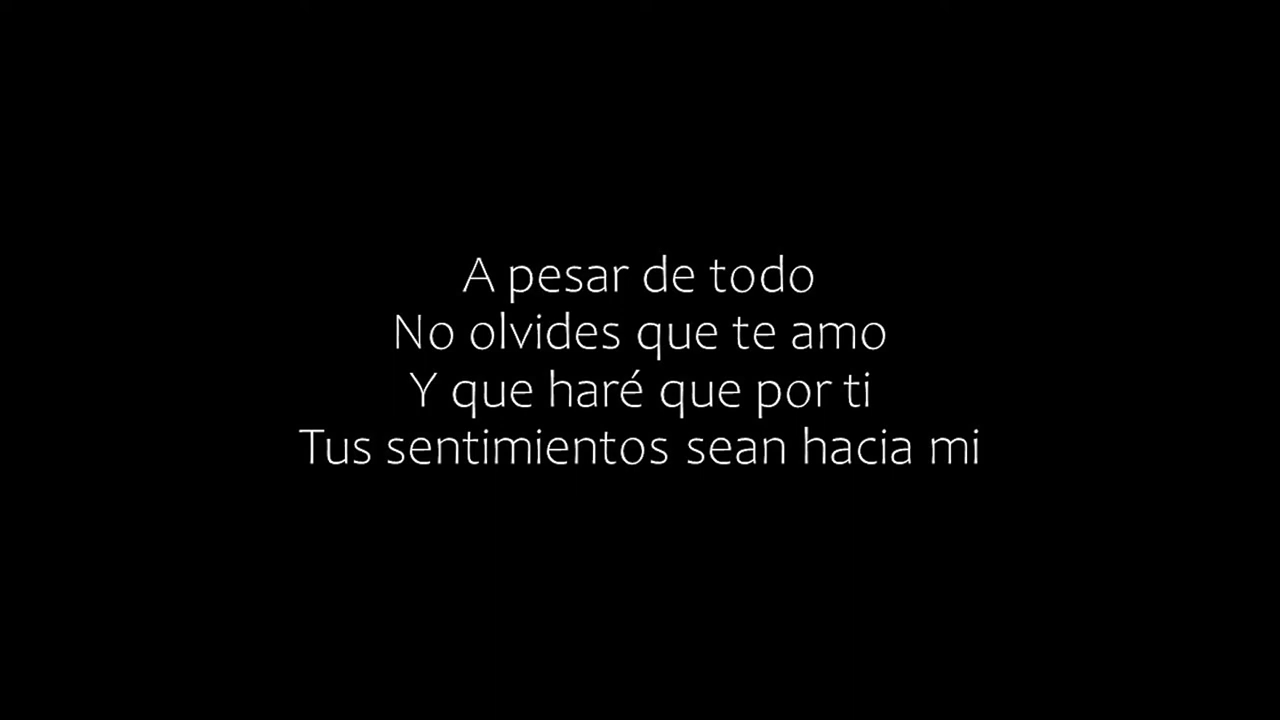 A pesar de todo
No olvides que te amo
Y que haré que por ti
Tus sentimientos sean hacia mi